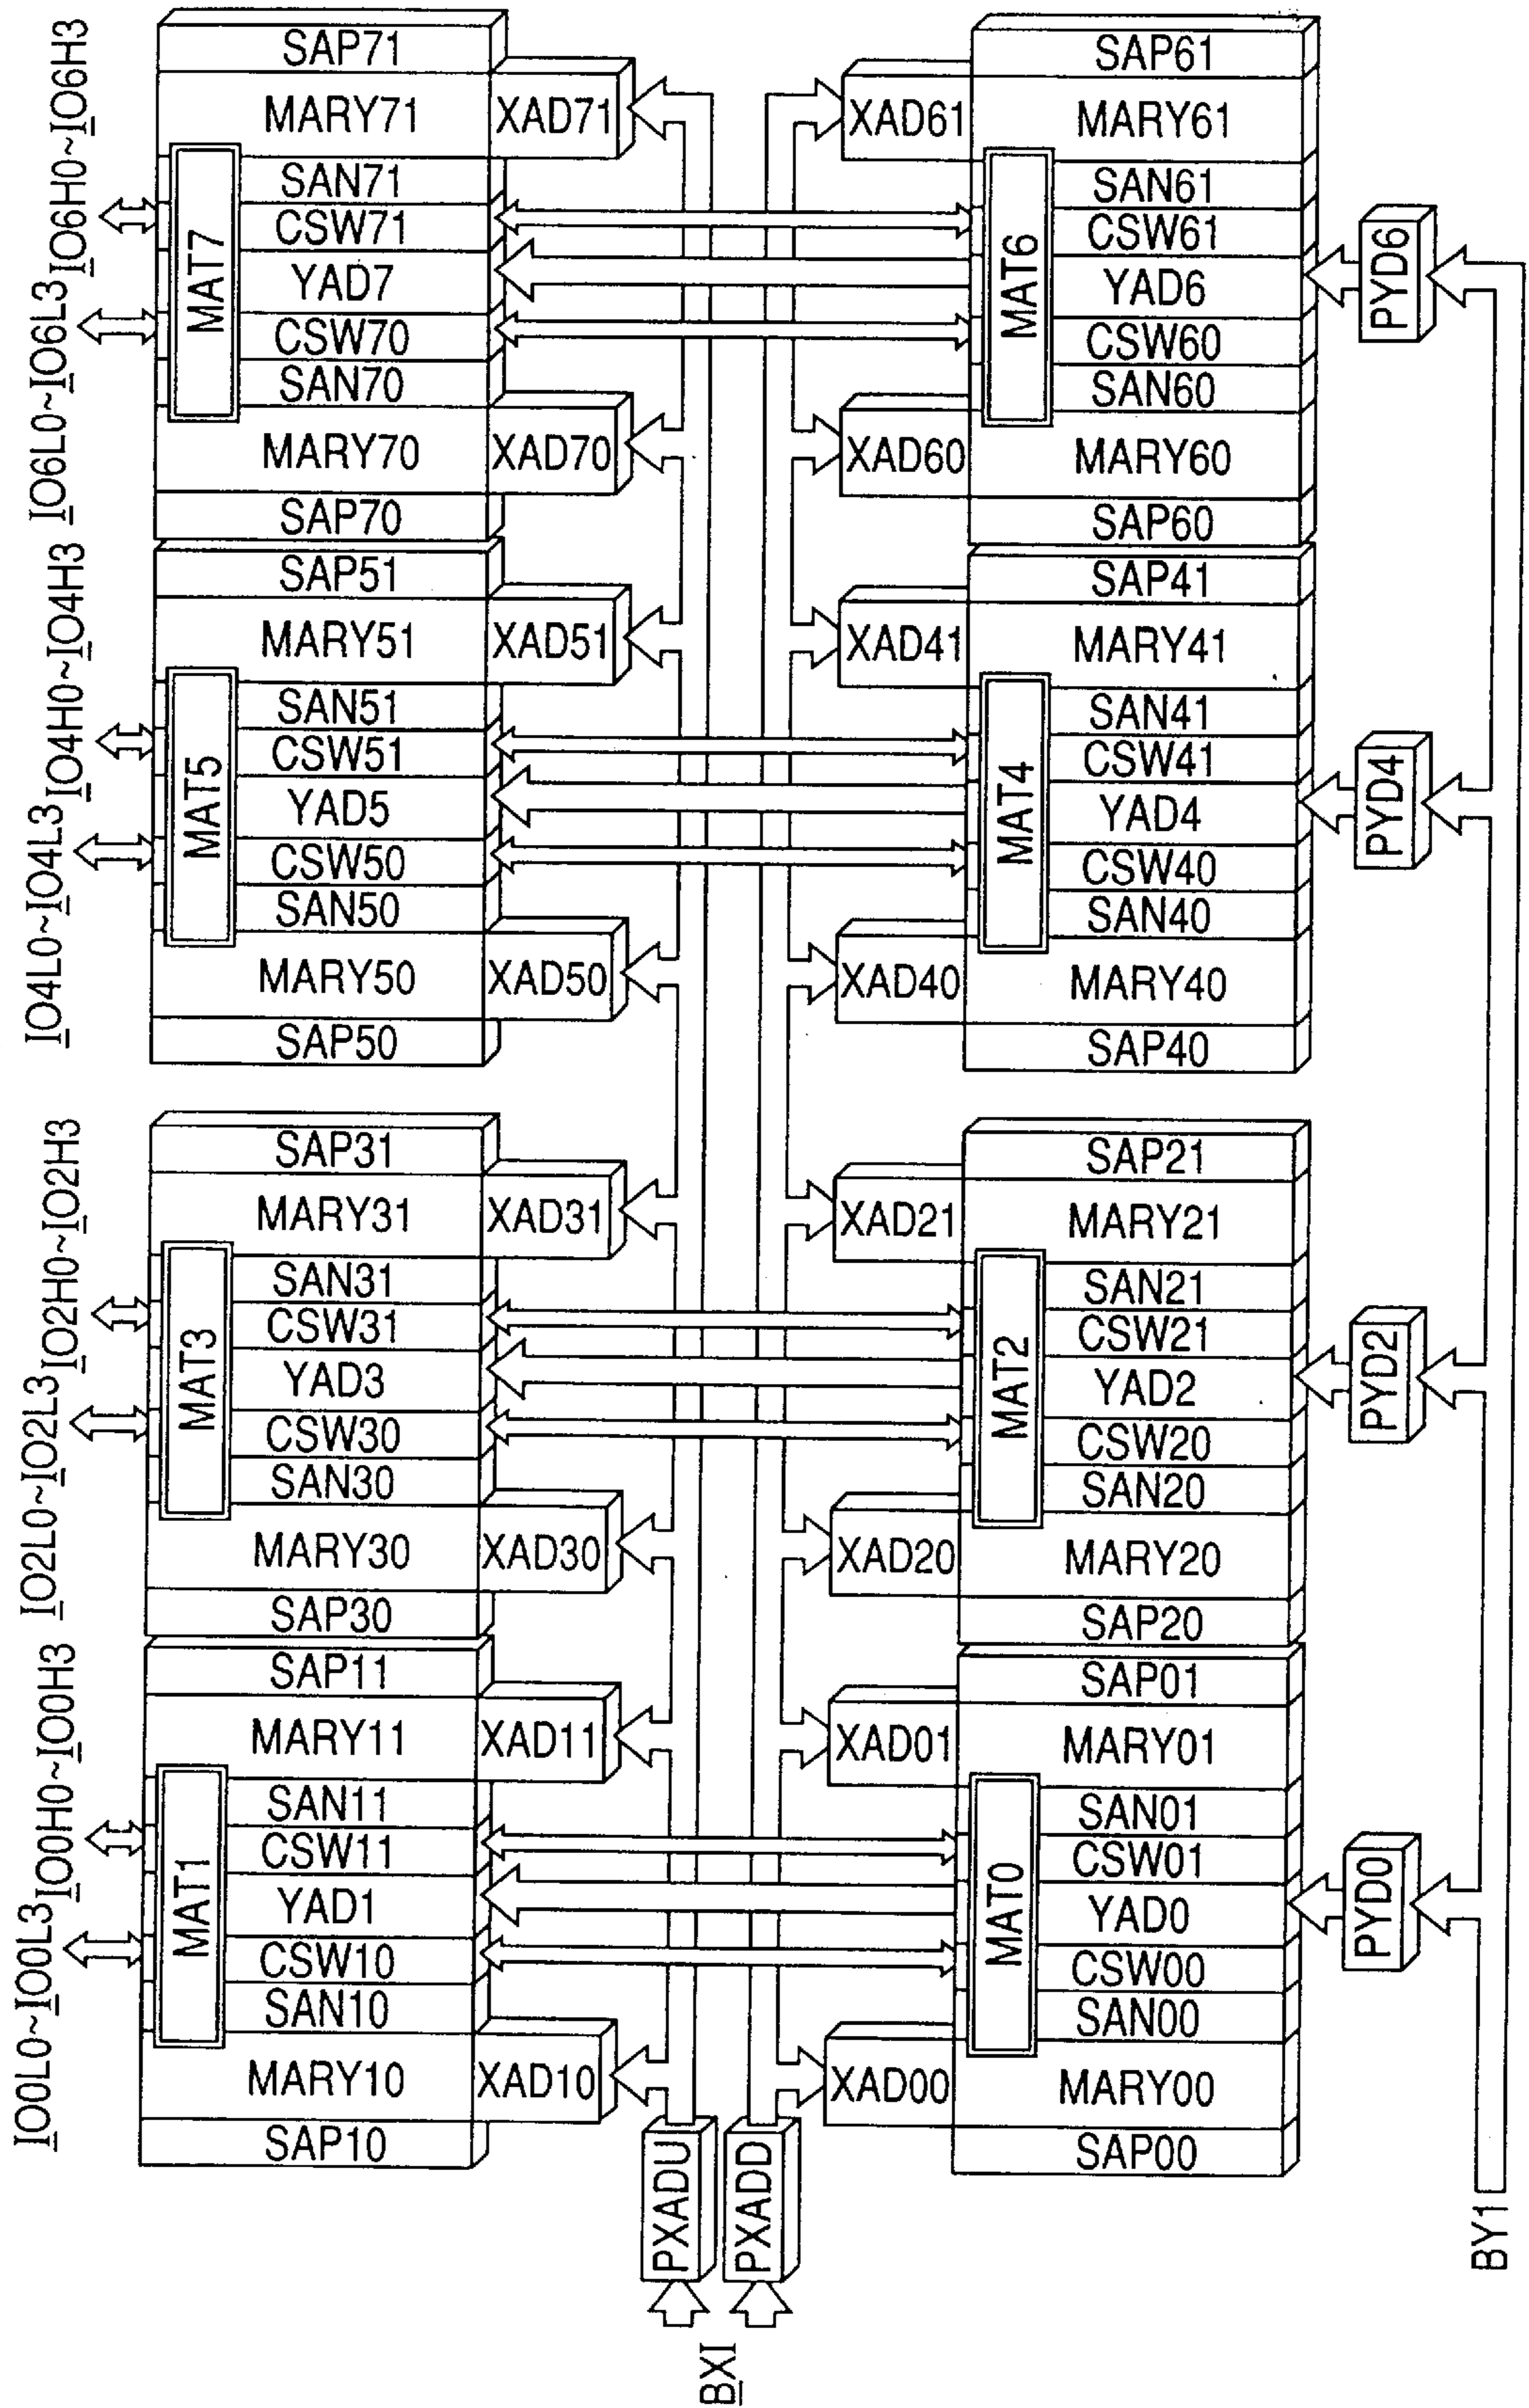 IO0L0~IO0L3
IO0H0~IO0H3
IO2L0~IO2L3
IO2H0~IO2H3
IO4L0~IO4L3
IO4H0~IO4H3
IO6L0~IO6L3
IO6H0~IO6H3
SAP10
MARY10
SAN10
CSW10
YAD1
CSW11
SAN11
MARY11
SAP11
MAT1
XAD10
XAD11
SAP30
MARY30
SAN30
CSW30
YAD3
CSW31
SAN31
MARY31
SAP31
MAT3
XAD30
XAD31
SAP50
MARY50
SAN50
CSW50
YAD5
CSW51
SAN51
MARY51
SAP51
MAT5
XAD50
XAD51
SAP70
MARY70
SAN70
CSW70
YAD7
CSW71
SAN71
MARY71
SAP71
MAT7
XAD70
XAD71
BXI
PXADU
PXADD
XAD00
XAD01
SAP00
MARY00
SAN00
CSW00
YAD0
CSW01
SAN01
MARY01
SAP01
MAT0
XAD20
XAD21
SAP20
MARY20
SAN20
CSW20
YAD2
CSW21
SAN21
MARY21
SAP21
MAT2
XAD40
XAD41
SAP40
MARY40
SAN40
CSW40
YAD4
CSW41
SAN41
MARY41
SAP41
MAT4
XAD60
XAD61
SAP60
MARY60
SAN60
CSW60
YAD6
CSW61
SAN61
MARY61
SAP61
MAT6
PYD0
PYD2
PYD4
PYD6
BY1